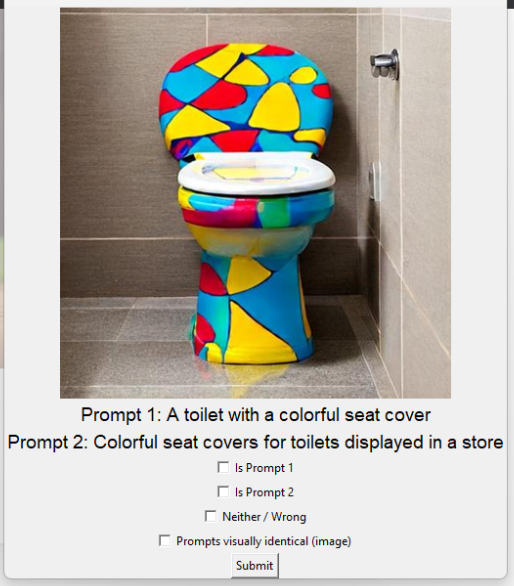 Prompt 1: A toilet with a colorful seat cover
Prompt 2: Colorful seat covers for toilets displayed in a store
Is Prompt 1
Is Prompt 2
Neither / Wrong
Prompts visually identical (image)
Submit